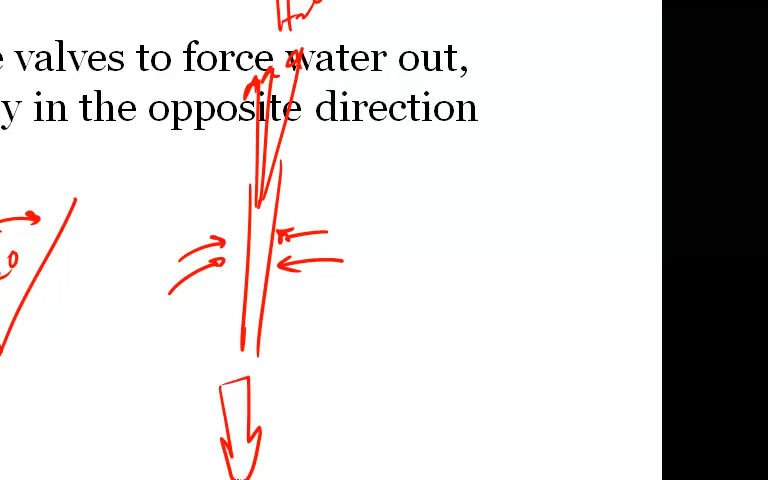 e valves to force water out,
y in the opposite direction